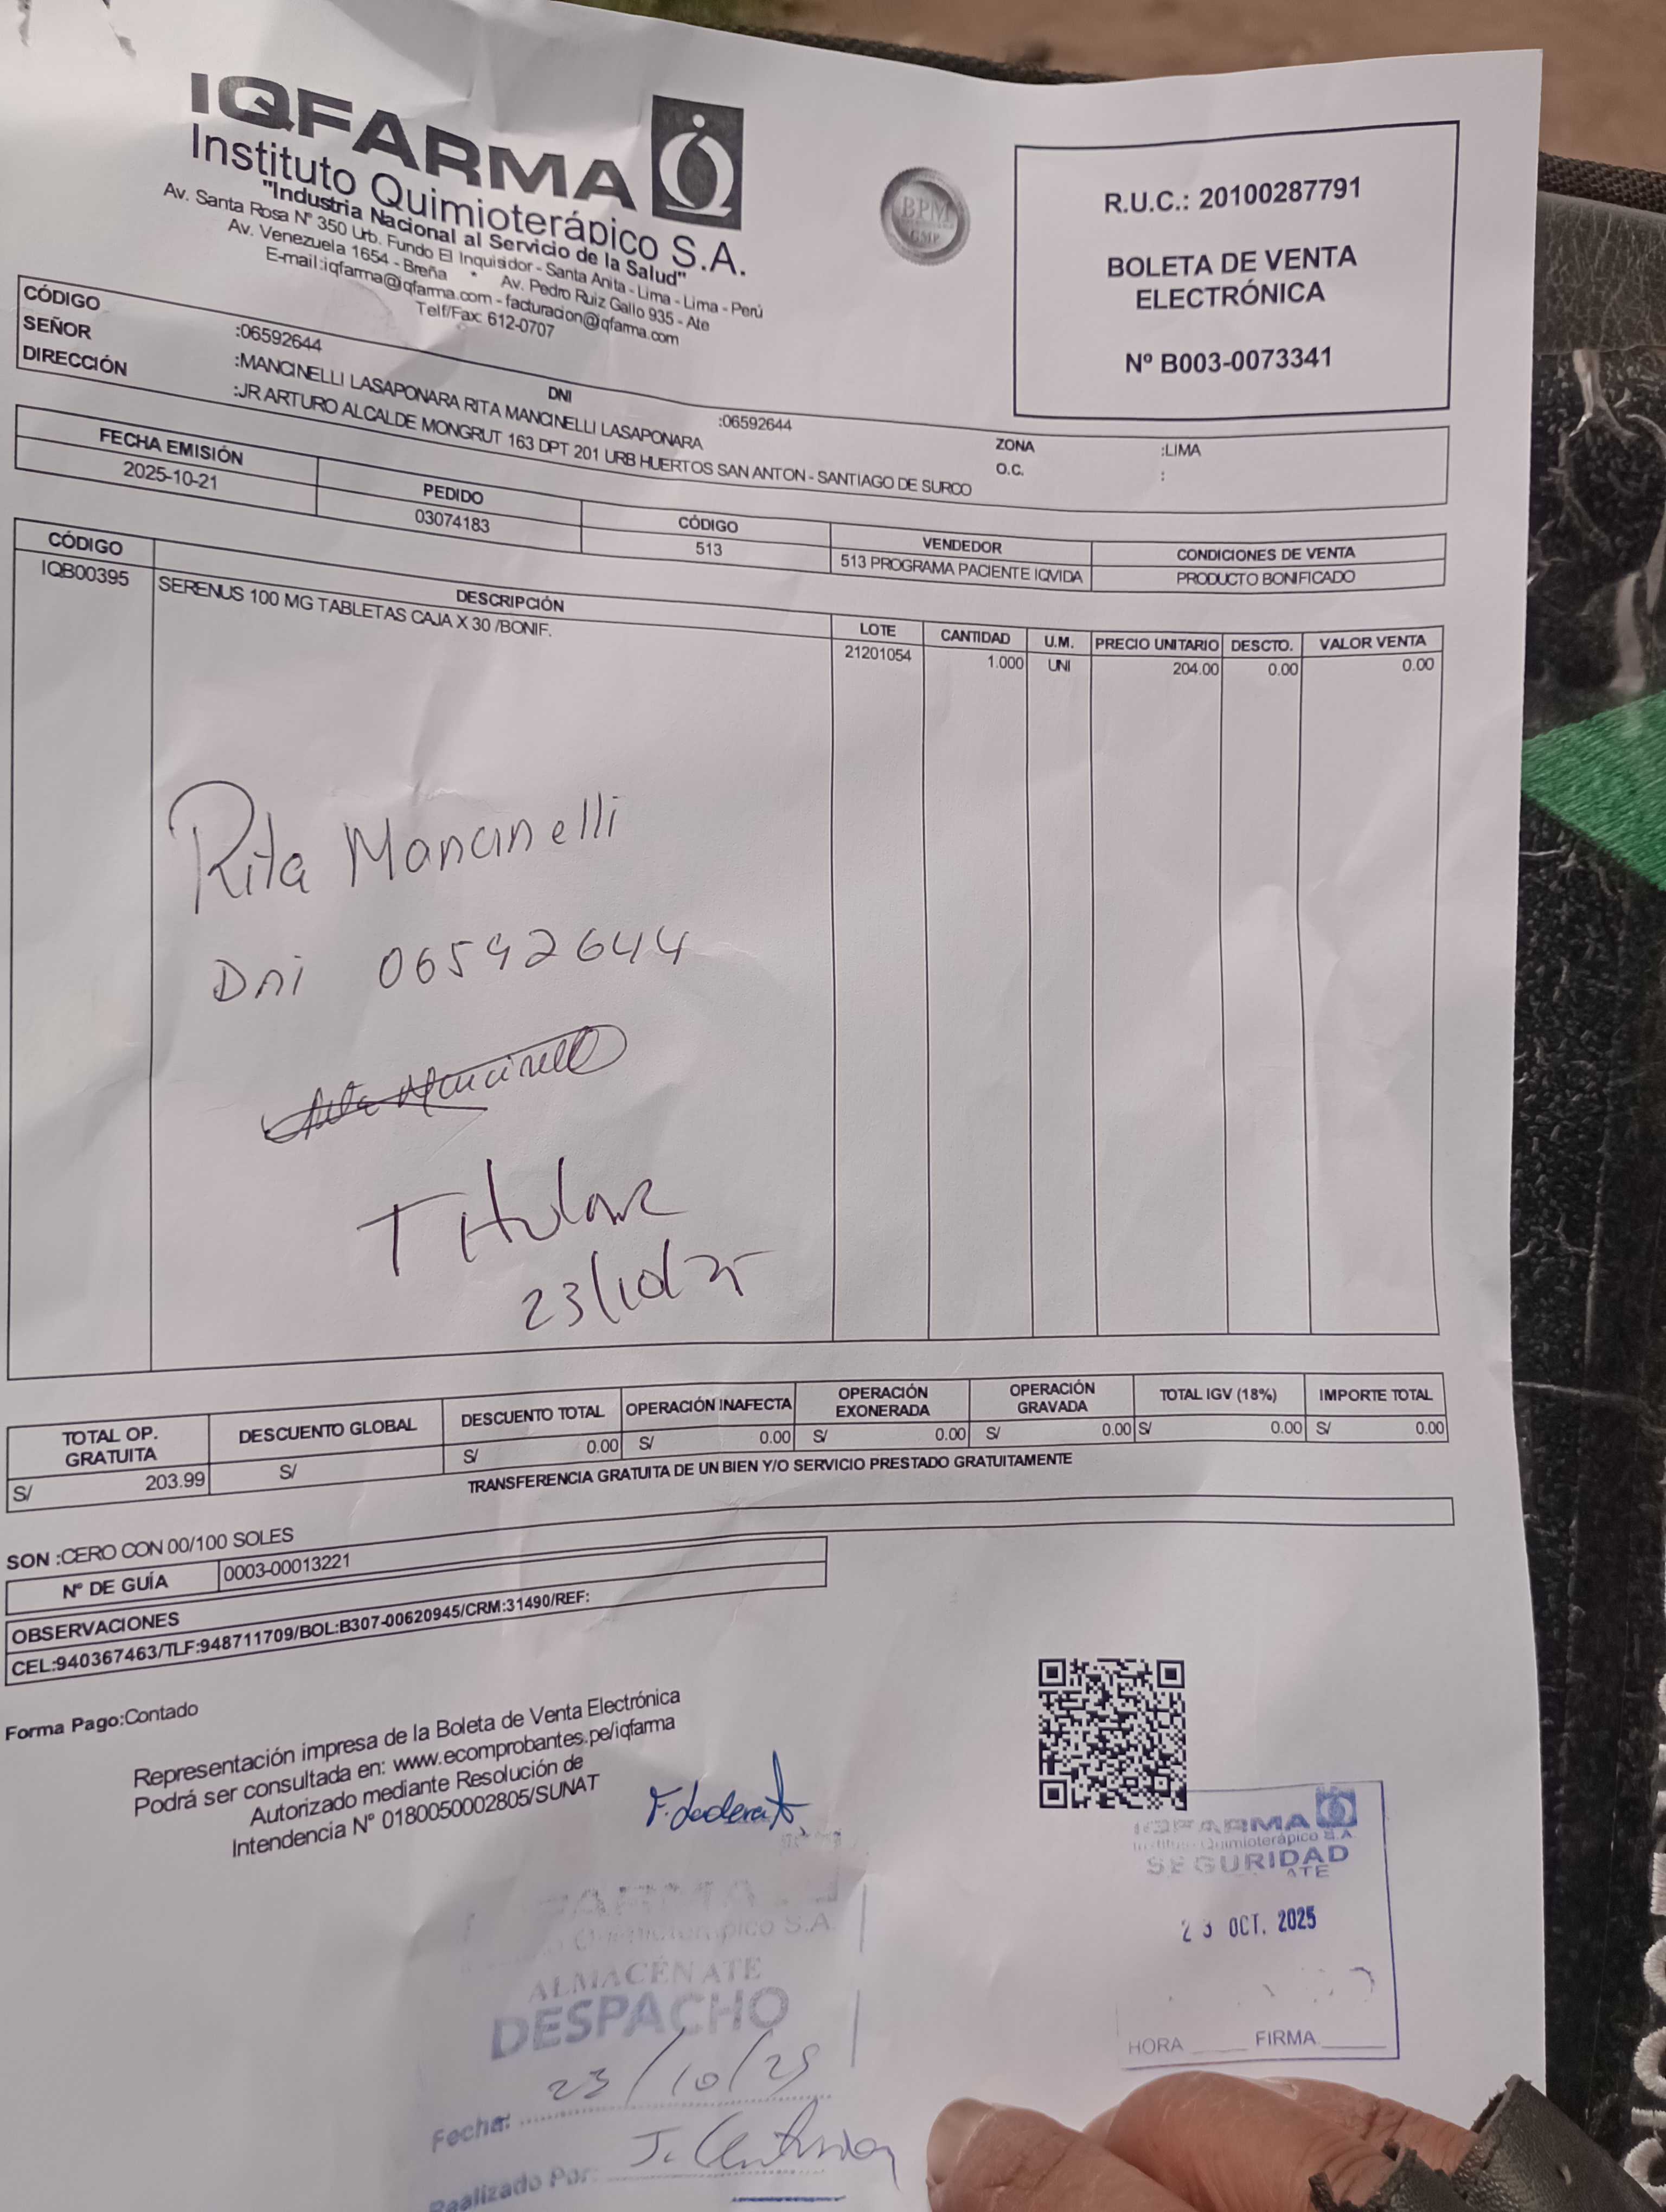 IQFARMA
Instituto Quimioterápico S.A.
"Industria Nacional al Servicio de la Salud"
Av. Santa Rosa N° 350 Urb. Fundo El Inquisidor - Santa Anita - Lima - Lima - Perú
Av. Venezuela 1654 - Breña * Av. Pedro Ruiz Gallo 935 - Ate
E-mail:iqfarma@iqfarma.com - facturacion@iqfarma.com
Telf/Fax: 612-0707
BPM
GMP
R.U.C.: 20100287791
BOLETA DE VENTA
ELECTRÓNICA
Nº B003-0073341
CÓDIGO :06592644 DNI :06592644 ZONA :LIMA
SEÑOR :MANCINELLI LASAPONARA RITA MANCINELLI LASAPONARA O.C. :
DIRECCIÓN :JR ARTURO ALCALDE MONGRUT 163 DPT 201 URB HUERTOS SAN ANTON - SANTIAGO DE SURCO
FECHA EMISIÓN PEDIDO CÓDIGO VENDEDOR CONDICIONES DE VENTA
2025-10-21 03074183 513 513 PROGRAMA PACIENTE IQVIDA PRODUCTO BONIFICADO
CÓDIGO DESCRIPCIÓN LOTE CANTIDAD U.M. PRECIO UNITARIO DESCTO. VALOR VENTA
IQB00395 SERENUS 100 MG TABLETAS CAJA X 30 /BONIF. 21201054 1.000 UNI 204.00 0.00 0.00
Rita Mancinelli
Dni 06592644
Rita Mancinelli
Titular
23/10/25
TOTAL OP. GRATUITA DESCUENTO GLOBAL DESCUENTO TOTAL OPERACIÓN INAFECTA OPERACIÓN EXONERADA OPERACIÓN GRAVADA TOTAL IGV (18%) IMPORTE TOTAL
S/ 203.99 S/ S/ 0.00 S/ 0.00 S/ 0.00 S/ 0.00 S/ 0.00 S/ 0.00
TRANSFERENCIA GRATUITA DE UN BIEN Y/O SERVICIO PRESTADO GRATUITAMENTE
SON :CERO CON 00/100 SOLES
Nº DE GUÍA 0003-00013221
OBSERVACIONES
CEL:940367463/TLF:948711709/BOL:B307-00620945/CRM:31490/REF:
Forma Pago:Contado
Representación impresa de la Boleta de Venta Electrónica
Podrá ser consultada en: www.ecomprobantes.pe/iqfarma
Autorizado mediante Resolución de
Intendencia N° 0180050002805/SUNAT
IQFARMA
Instituto Quimioterápico S.A.
SEGURIDAD
ATE
23 OCT. 2025
HORA FIRMA
Quimioterápico S.A.
ALMACÉN ATE
DESPACHO
Fecha: 23/10/25
Realizado Por: